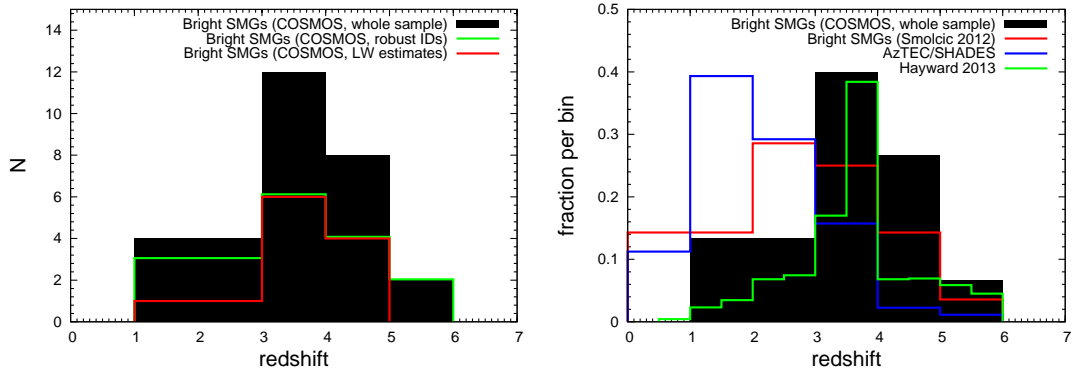 Bright SMGs (COSMOS, whole sample)
Bright SMGs (COSMOS, robust IDs)
Bright SMGs (COSMOS, LW estimates)
N
14
12
10
8
6
4
2
0
0 1 2 3 4 5 6 7
redshift
Bright SMGs (COSMOS, whole sample)
Bright SMGs (Smolcic 2012)
AzTEC/SHADES
Hayward 2013
fraction per bin
0.5
0.4
0.3
0.2
0.1
0
0 1 2 3 4 5 6 7
redshift